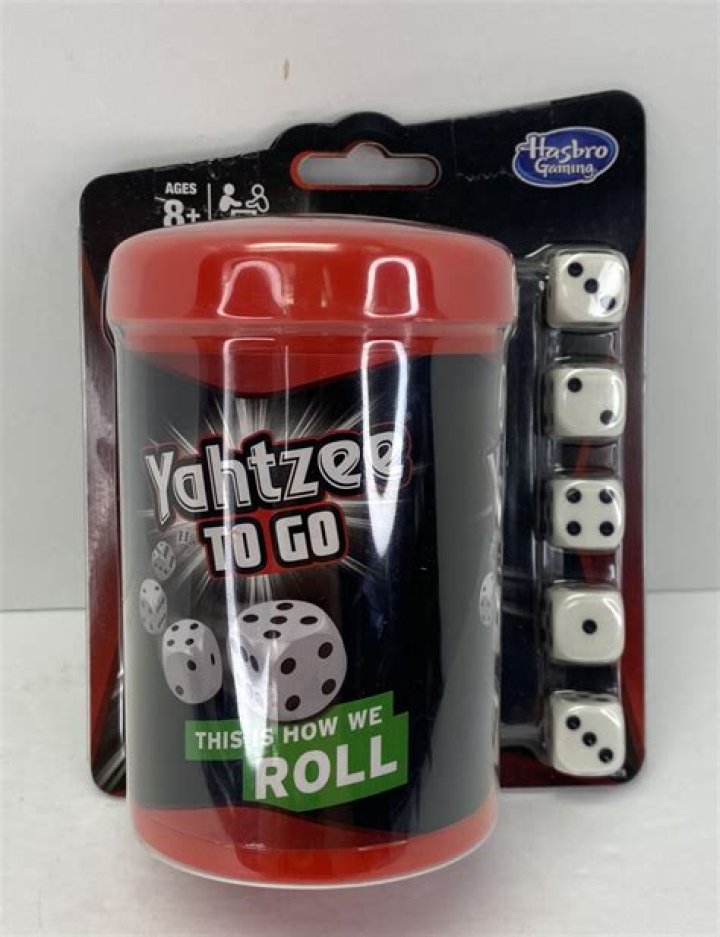 Hasbro
Gaming
AGES
8+
Yahtzee
TO GO
THIS IS HOW WE
ROLL